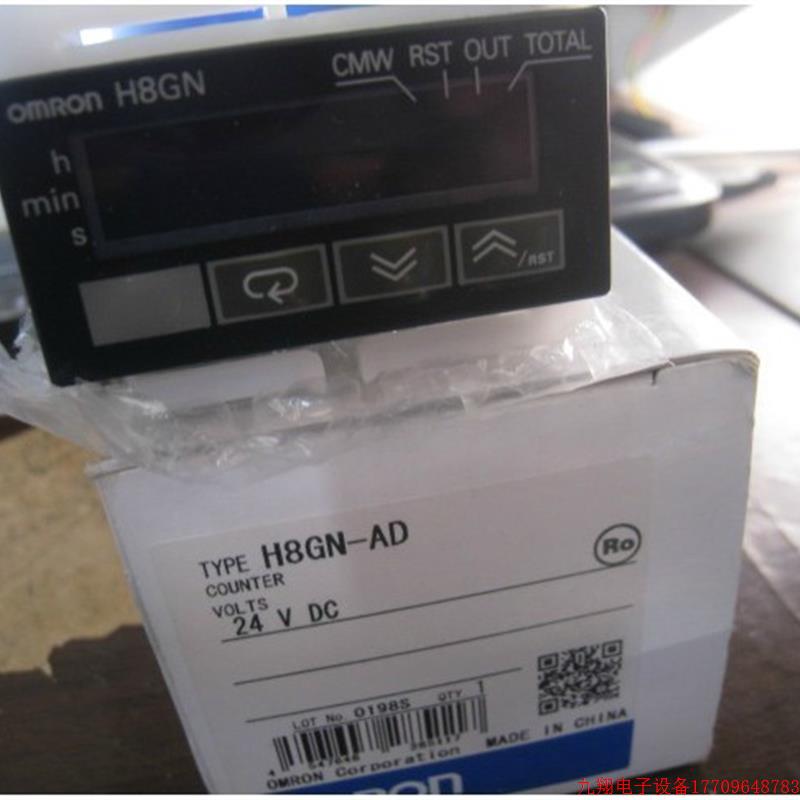 CMW RST OUT TOTAL
OMRON H8GN
h
min
s
/RST
TYPE H8GN-AD
COUNTER
VOLTS
24 V DC
Ro
LOT No. 0198S QTY 1
MADE IN CHINA
OMRON Corporation
九翔电子设备17709648783